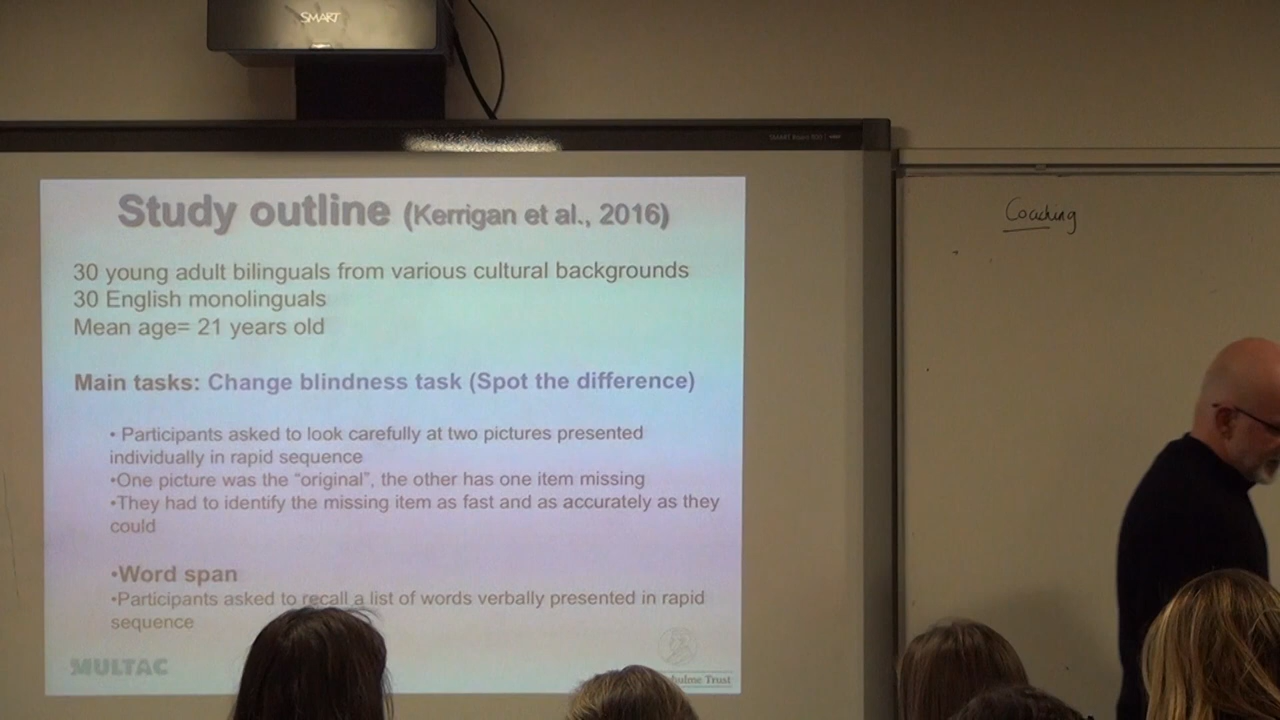 SMART
Study outline (Kerrigan et al., 2016)
30 young adult bilinguals from various cultural backgrounds
30 English monolinguals
Mean age= 21 years old
Main tasks: Change blindness task (Spot the difference)
• Participants asked to look carefully at two pictures presented
individually in rapid sequence
•One picture was the “original”, the other has one item missing
•They had to identify the missing item as fast and as accurately as they
could
•Word span
•Participants asked to recall a list of words verbally presented in rapid
sequence
MULTAC
Trust
Coaching